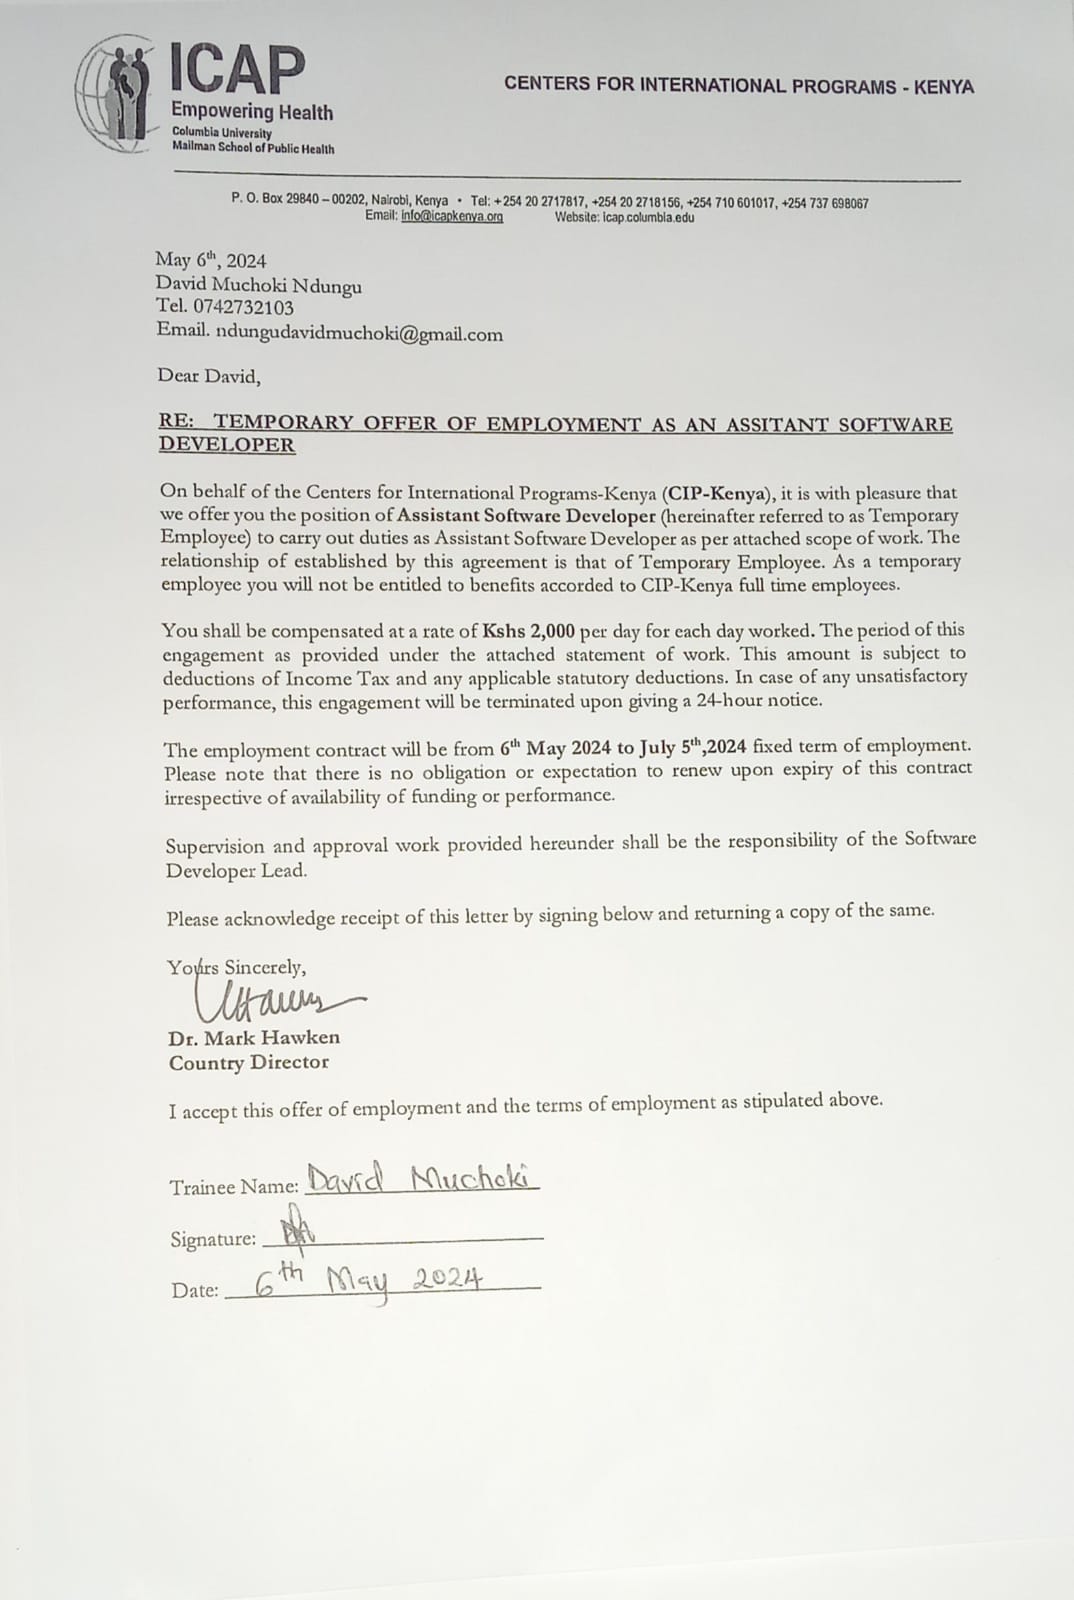 ICAP
Empowering Health
Columbia University
Mailman School of Public Health
CENTERS FOR INTERNATIONAL PROGRAMS - KENYA
P. O. Box 29840 – 00202, Nairobi, Kenya • Tel: +254 20 2717817, +254 20 2718156, +254 710 601017, +254 737 698067
Email: info@icapkenya.org Website: icap.columbia.edu
May 6th, 2024
David Muchoki Ndungu
Tel. 0742732103
Email. ndungudavidmuchoki@gmail.com
Dear David,
RE: TEMPORARY OFFER OF EMPLOYMENT AS AN ASSITANT SOFTWARE
DEVELOPER
On behalf of the Centers for International Programs-Kenya (CIP-Kenya), it is with pleasure that
we offer you the position of Assistant Software Developer (hereinafter referred to as Temporary
Employee) to carry out duties as Assistant Software Developer as per attached scope of work. The
relationship of established by this agreement is that of Temporary Employee. As a temporary
employee you will not be entitled to benefits accorded to CIP-Kenya full time employees.
You shall be compensated at a rate of Kshs 2,000 per day for each day worked. The period of this
engagement as provided under the attached statement of work. This amount is subject to
deductions of Income Tax and any applicable statutory deductions. In case of any unsatisfactory
performance, this engagement will be terminated upon giving a 24-hour notice.
The employment contract will be from 6th May 2024 to July 5th,2024 fixed term of employment.
Please note that there is no obligation or expectation to renew upon expiry of this contract
irrespective of availability of funding or performance.
Supervision and approval work provided hereunder shall be the responsibility of the Software
Developer Lead.
Please acknowledge receipt of this letter by signing below and returning a copy of the same.
Yours Sincerely,
Dr. Mark Hawken
Country Director
I accept this offer of employment and the terms of employment as stipulated above.
Trainee Name: David Muchoki
Signature:
Date: 6th May 2024